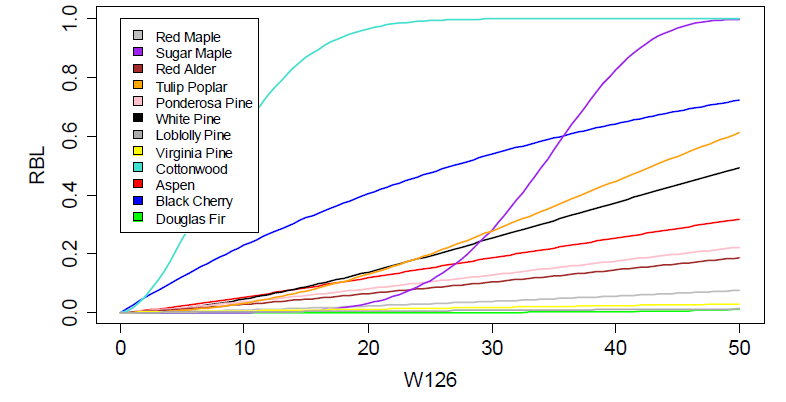 1.0
0.8
0.6
0.4
0.2
0.0
RBL
Red Maple
Sugar Maple
Red Alder
Tulip Poplar
Ponderosa Pine
White Pine
Loblolly Pine
Virginia Pine
Cottonwood
Aspen
Black Cherry
Douglas Fir
0 10 20 30 40 50
W126